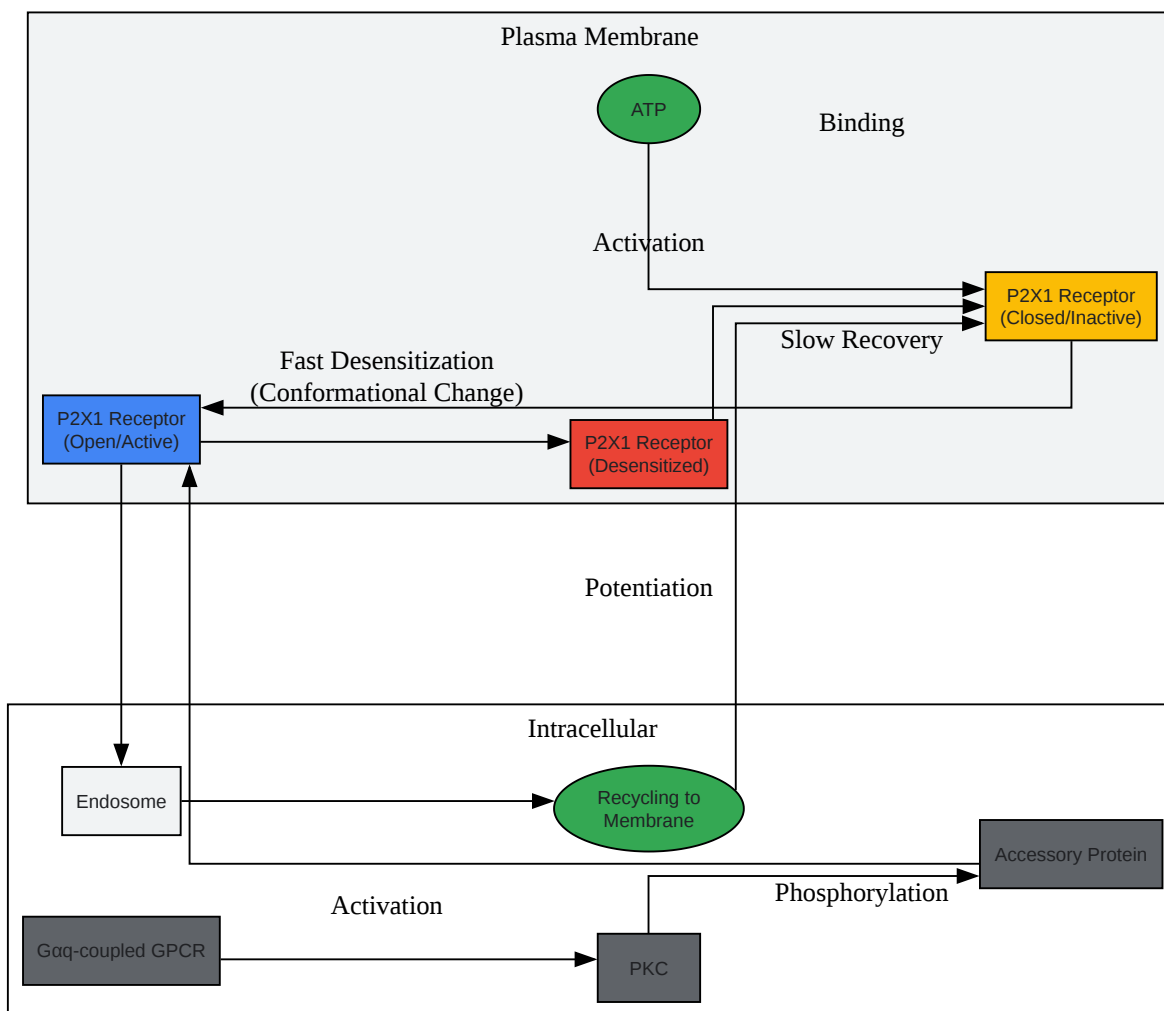 Plasma Membrane
ATP
Binding
Activation
P2X1 Receptor
(Closed/Inactive)
Slow Recovery
Fast Desensitization
(Conformational Change)
P2X1 Receptor
(Open/Active)
P2X1 Receptor
(Desensitized)
Potentiation
Intracellular
Endosome
Recycling to
Membrane
Accessory Protein
Phosphorylation
Activation
Gαq-coupled GPCR
PKC